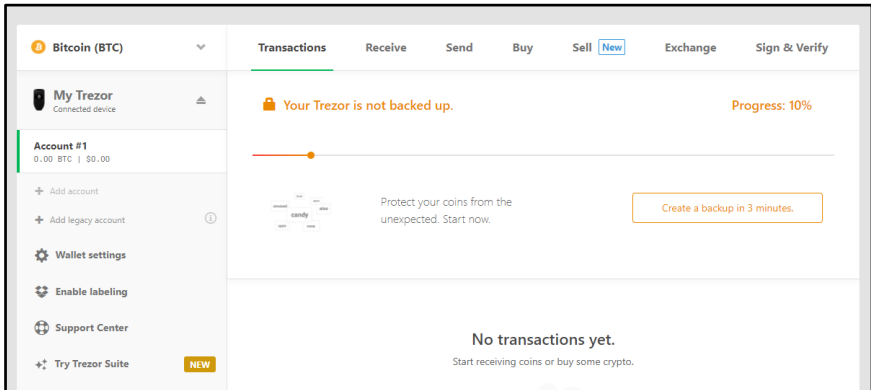 Bitcoin (BTC)
Transactions Receive Send Buy Sell New Exchange Sign & Verify
My Trezor
Connected device
Account #1
0.00 BTC | $0.00
+ Add account
+ Add legacy account
Wallet settings
Enable labeling
Support Center
Try Trezor Suite NEW
Your Trezor is not backed up. Progress: 10%
candy
Protect your coins from the
unexpected. Start now.
Create a backup in 3 minutes.
No transactions yet.
Start receiving coins or buy some crypto.